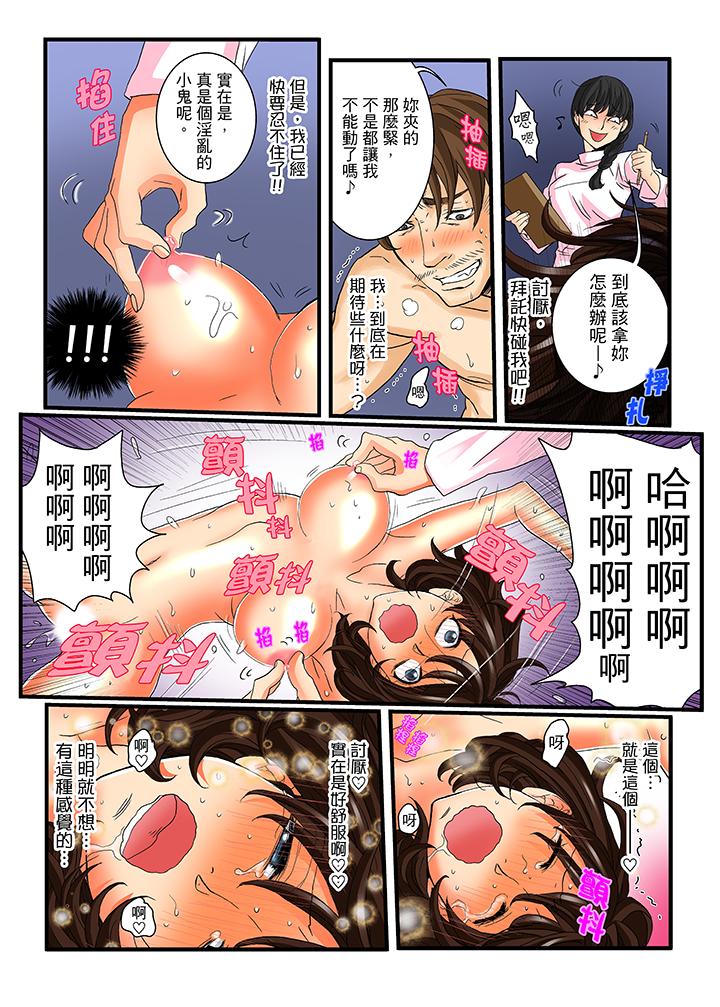 嗯嗯
到底該拿妳
怎麼辦呢—♪
討厭,
拜託快碰我吧!!
掙扎
妳夾的
那麼緊,
不是都讓我
不能動了嗎♪
抽插
我…到底在
期待些什麼呀…?
抽插
嗯
但是,我已經
快要忍不住了!!
實在是,
真是個淫亂的
小鬼呢。
掐住
!!!
哈啊啊啊
啊啊啊啊啊
掐
掐
顫抖
顫抖
抖
顫抖
顫抖
掐
掐
顫抖
啊啊啊啊
啊啊啊
這個…
就是這個——♡
呀
呀
顫抖
討厭♡
實在是好舒服啊♡♡
啊♡
啊♡
明明就不想…
有這種感覺的…